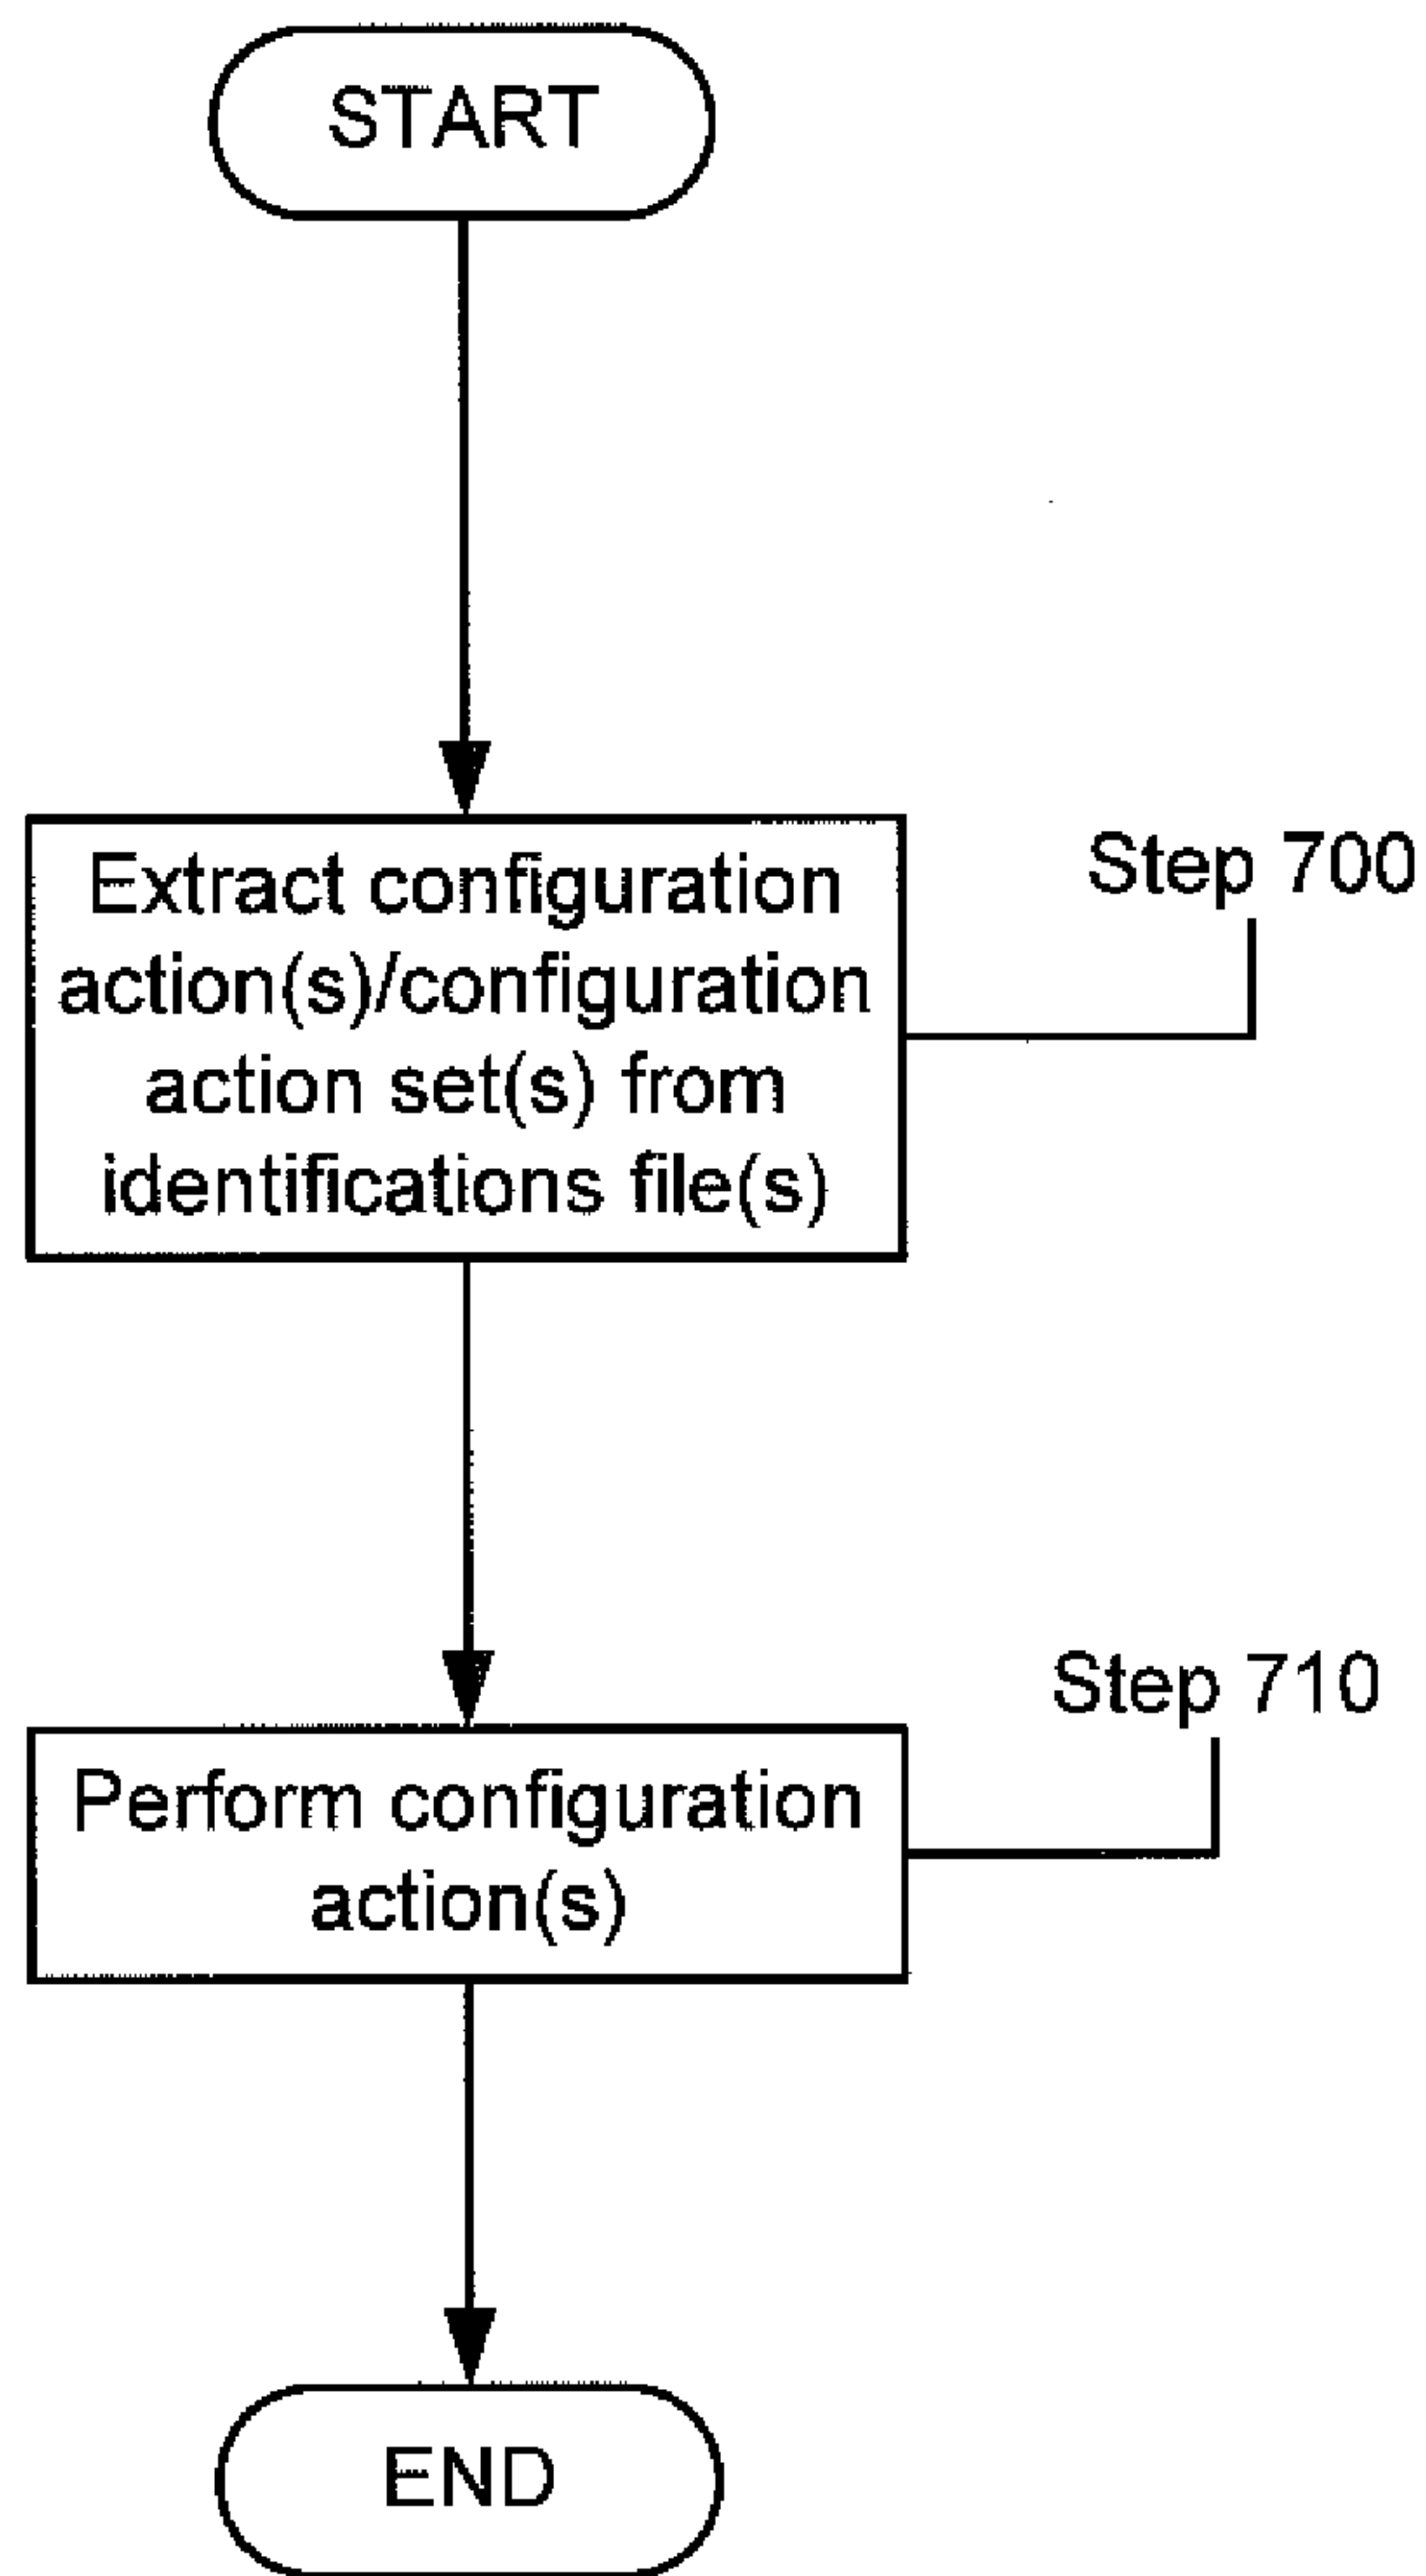 START
Extract configuration
action(s)/configuration
action set(s) from
identifications file(s)
Step 700
Perform configuration
action(s)
Step 710
END